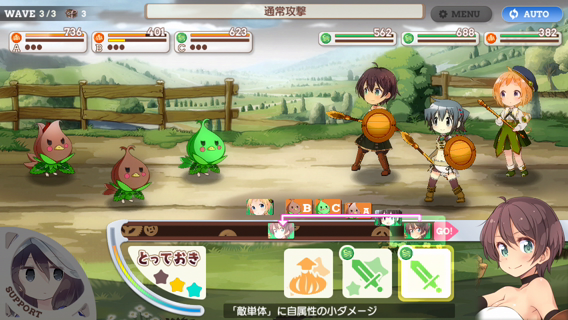 WAVE 3/3 3
通常攻撃
MENU
AUTO
736
401
623
562
688
382
A
B
C
B C A
GO!
とっておき
SUPPORT
「敵単体」に自属性の小ダメージ